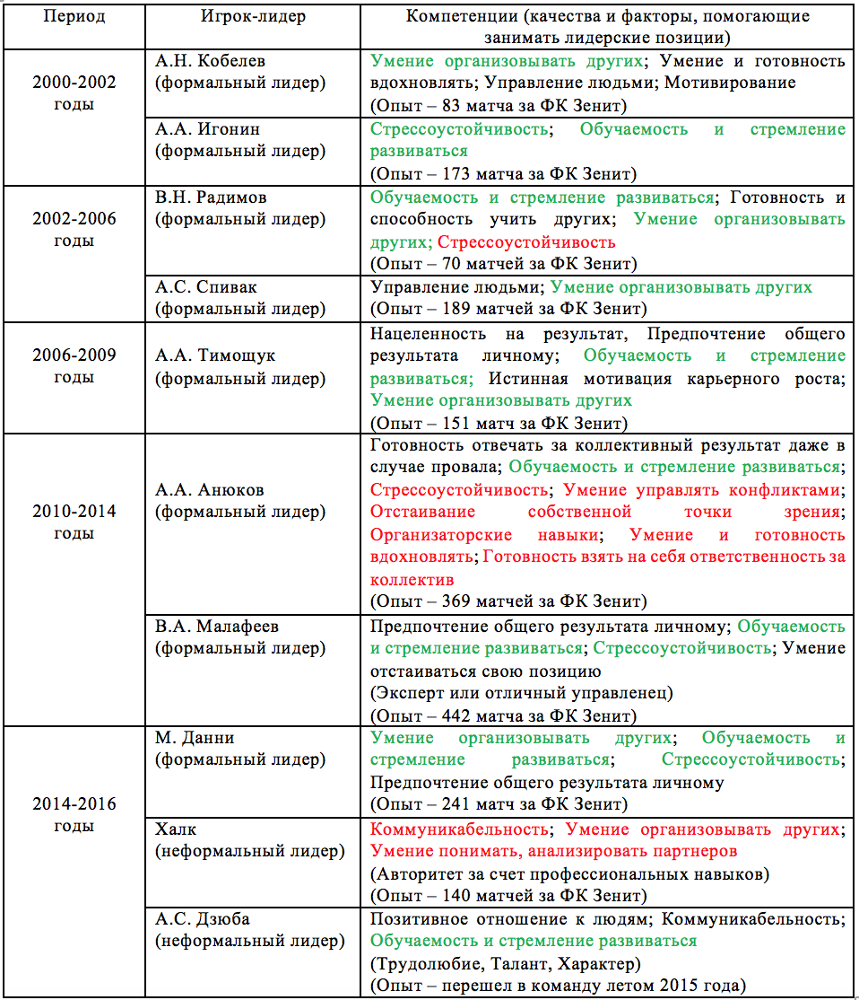 Период
Игрок-лидер
Компетенции (качества и факторы, помогающие
занимать лидерские позиции)
2000-2002
годы
А.Н. Кобелев
(формальный лидер)
Умение организовывать других; Умение и готовность
вдохновлять; Управление людьми; Мотивирование
(Опыт – 83 матча за ФК Зенит)
А.А. Игонин
(формальный лидер)
Стрессоустойчивость; Обучаемость и стремление
развиваться
(Опыт – 173 матча за ФК Зенит)
2002-2006
годы
В.Н. Радимов
(формальный лидер)
Обучаемость и стремление развиваться; Готовность и
способность учить других; Умение организовывать
других; Стрессоустойчивость
(Опыт – 70 матчей за ФК Зенит)
А.С. Спивак
(формальный лидер)
Управление людьми; Умение организовывать других
(Опыт – 189 матчей за ФК Зенит)
2006-2009
годы
А.А. Тимощук
(формальный лидер)
Нацеленность на результат, Предпочтение общего
результата личному; Обучаемость и стремление
развиваться; Истинная мотивация карьерного роста;
Умение организовывать других
(Опыт – 151 матч за ФК Зенит)
2010-2014
годы
А.А. Анюков
(формальный лидер)
Готовность отвечать за коллективный результат даже в
случае провала; Обучаемость и стремление развиваться;
Стрессоустойчивость; Умение управлять конфликтами;
Отстаивание собственной точки зрения;
Организаторские навыки; Умение и готовность
вдохновлять; Готовность взять на себя ответственность за
коллектив
(Опыт – 369 матчей за ФК Зенит)
В.А. Малафеев
(формальный лидер)
Предпочтение общего результата личному; Обучаемость
и стремление развиваться; Стрессоустойчивость; Умение
отстаиваться свою позицию
(Эксперт или отличный управленец)
(Опыт – 442 матча за ФК Зенит)
2014-2016
годы
М. Данни
(формальный лидер)
Умение организовывать других; Обучаемость и
стремление развиваться; Стрессоустойчивость;
Предпочтение общего результата личному
(Опыт – 241 матч за ФК Зенит)
Халк
(неформальный лидер)
Коммуникабельность; Умение организовывать других;
Умение понимать, анализировать партнеров
(Авторитет за счет профессиональных навыков)
(Опыт – 140 матчей за ФК Зенит)
А.С. Дзюба
(неформальный лидер)
Позитивное отношение к людям; Коммуникабельность;
Обучаемость и стремление развиваться
(Трудолюбие, Талант, Характер)
(Опыт – перешел в команду летом 2015 года)